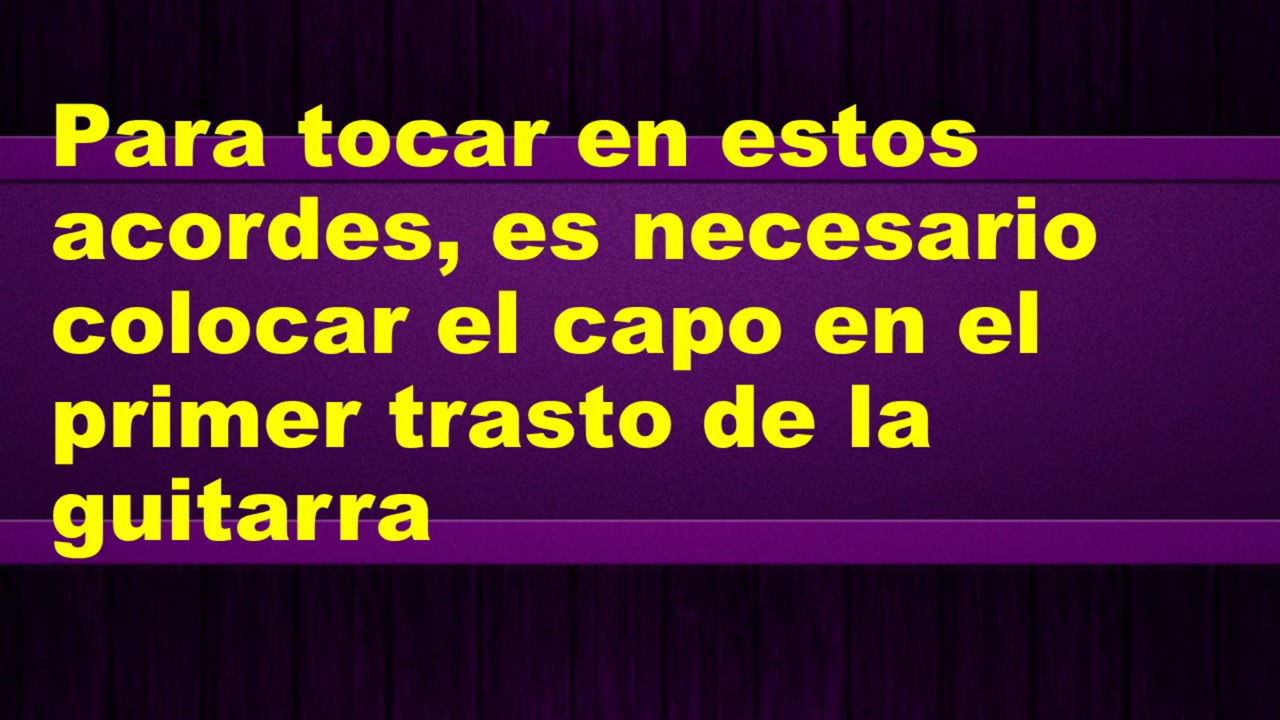 Para tocar en estos
acordes, es necesario
colocar el capo en el
primer trasto de la
guitarra